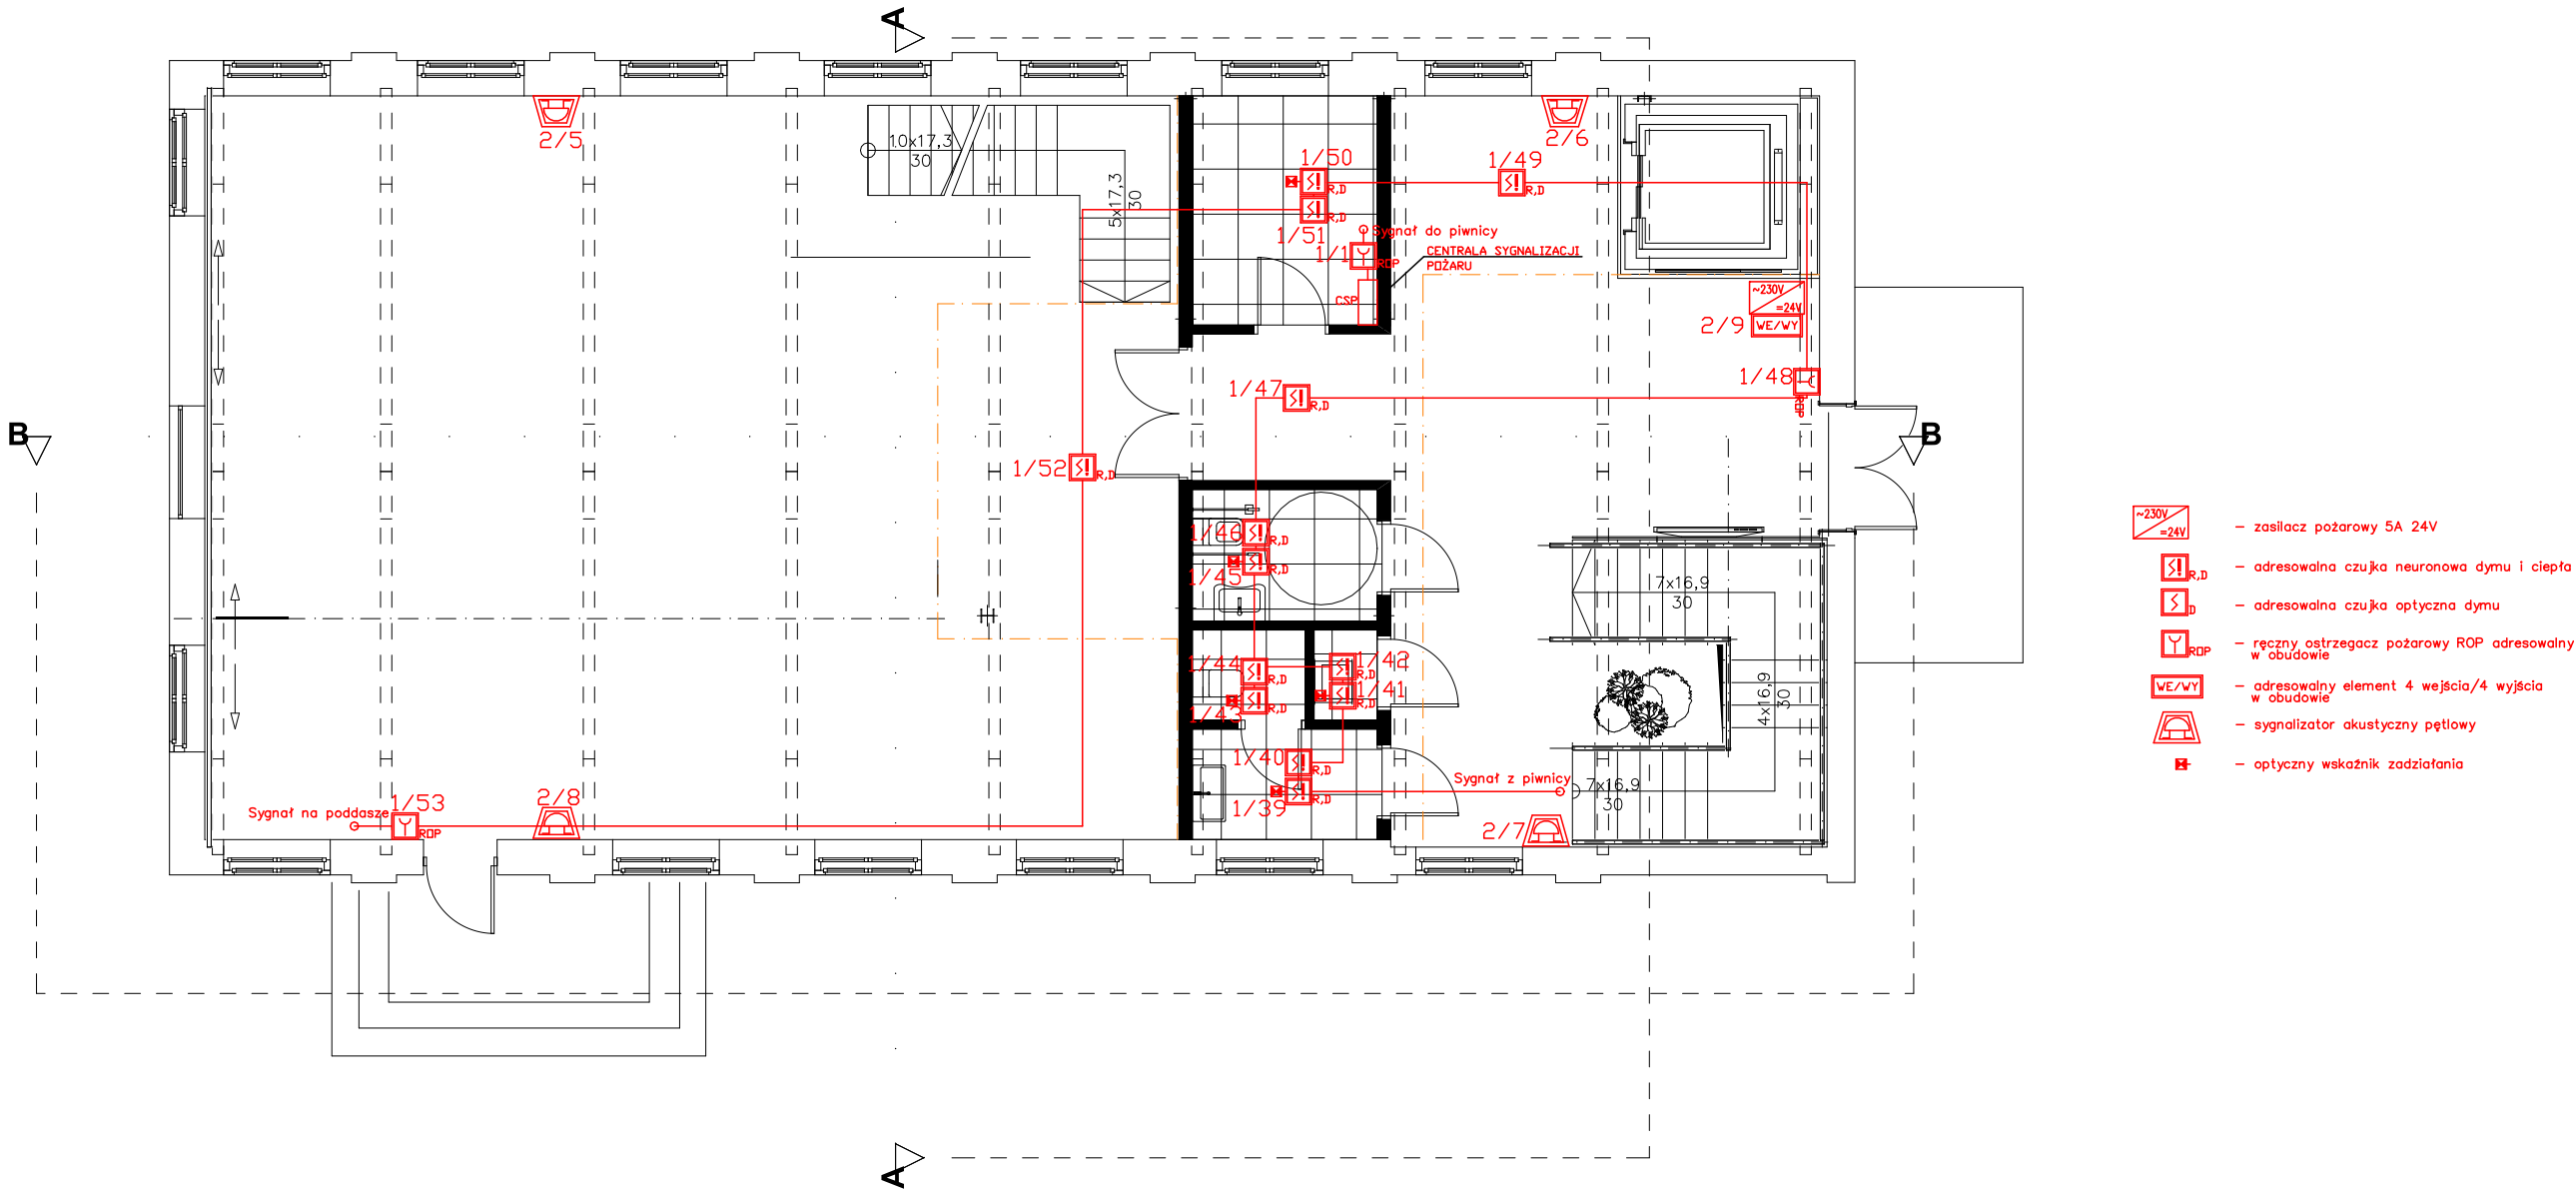 A
2/5
10x17,3
30
5x17,3
30
1/50
R,D
R,D
1/51
Sygnał do piwnicy
1/1
ROP
CENTRALA SYGNALIZACJI
POŻARU
CSP
2/6
1/49
R,D
~230V
=24V
2/9
WE/WY
1/48
ROP
1/47
R,D
B
B
1/52
R,D
1/46
R,D
1/45
R,D
1/44
R,D
1/43
R,D
1/42
R,D
1/41
R,D
1/40
R,D
1/39
R,D
7x16,9
30
4x16,9
30
Sygnał z piwnicy
7x16,9
30
2/7
Sygnał na poddasze
1/53
ROP
2/8
A
~230V
=24V
– zasilacz pożarowy 5A 24V
R,D
– adresowalna czujka neuronowa dymu i ciepła
D
– adresowalna czujka optyczna dymu
ROP
– ręczny ostrzegacz pożarowy ROP adresowalny
w obudowie
WE/WY
– adresowalny element 4 wejścia/4 wyjścia
w obudowie
– sygnalizator akustyczny pętlowy
– optyczny wskaźnik zadziałania